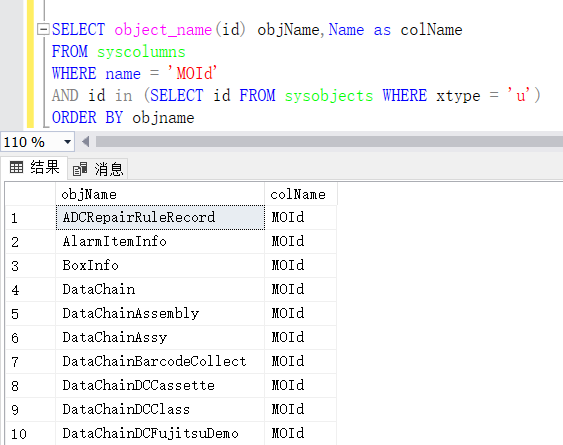 SELECT object_name(id) objName,Name as colName
FROM syscolumns
WHERE name = 'MOId'
AND id in (SELECT id FROM sysobjects WHERE xtype = 'u')
ORDER BY objname
110 %
结果 消息
objName colName
1 ADCRepairRuleRecord MOId
2 AlarmItemInfo MOId
3 BoxInfo MOId
4 DataChain MOId
5 DataChainAssembly MOId
6 DataChainAssy MOId
7 DataChainBarcodeCollect MOId
8 DataChainDCCassette MOId
9 DataChainDCClass MOId
10 DataChainDCFujitsuDemo MOId